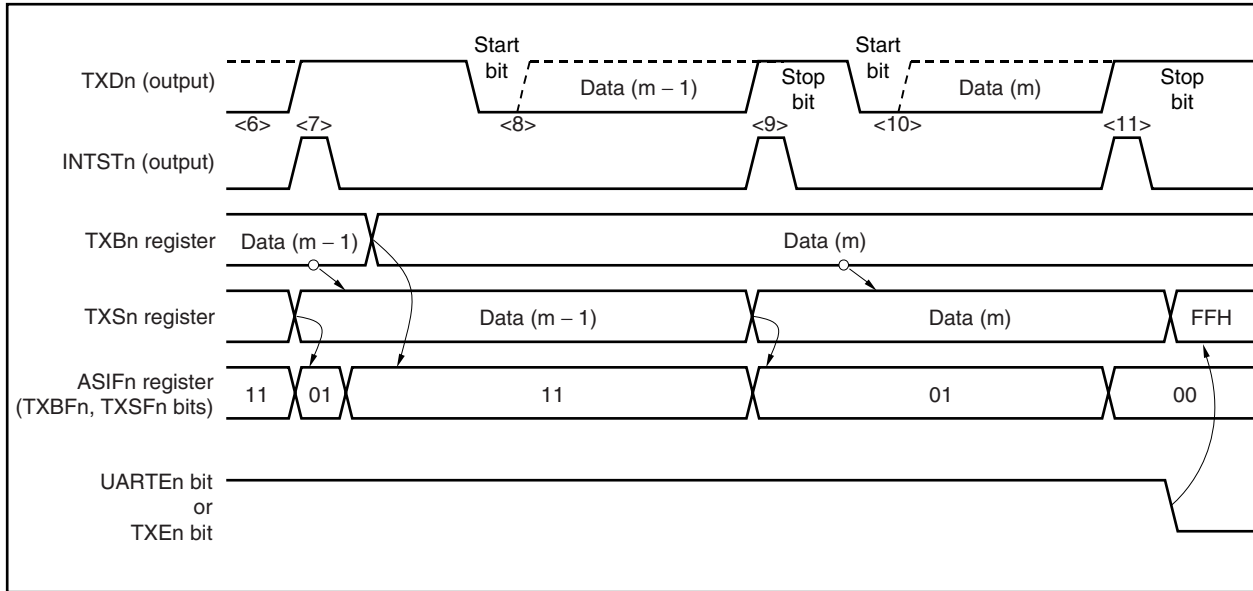 Start
bit
Start
bit
TXDn (output)
Data (m – 1)
Stop
bit
Data (m)
Stop
bit
<6> <7> <8> <9> <10> <11>
INTSTn (output)
TXBn register
Data (m – 1)
Data (m)
TXSn register
Data (m – 1)
Data (m)
FFH
ASIFn register
(TXBFn, TXSFn bits)
11
01
11
01
00
UARTEn bit
or
TXEn bit